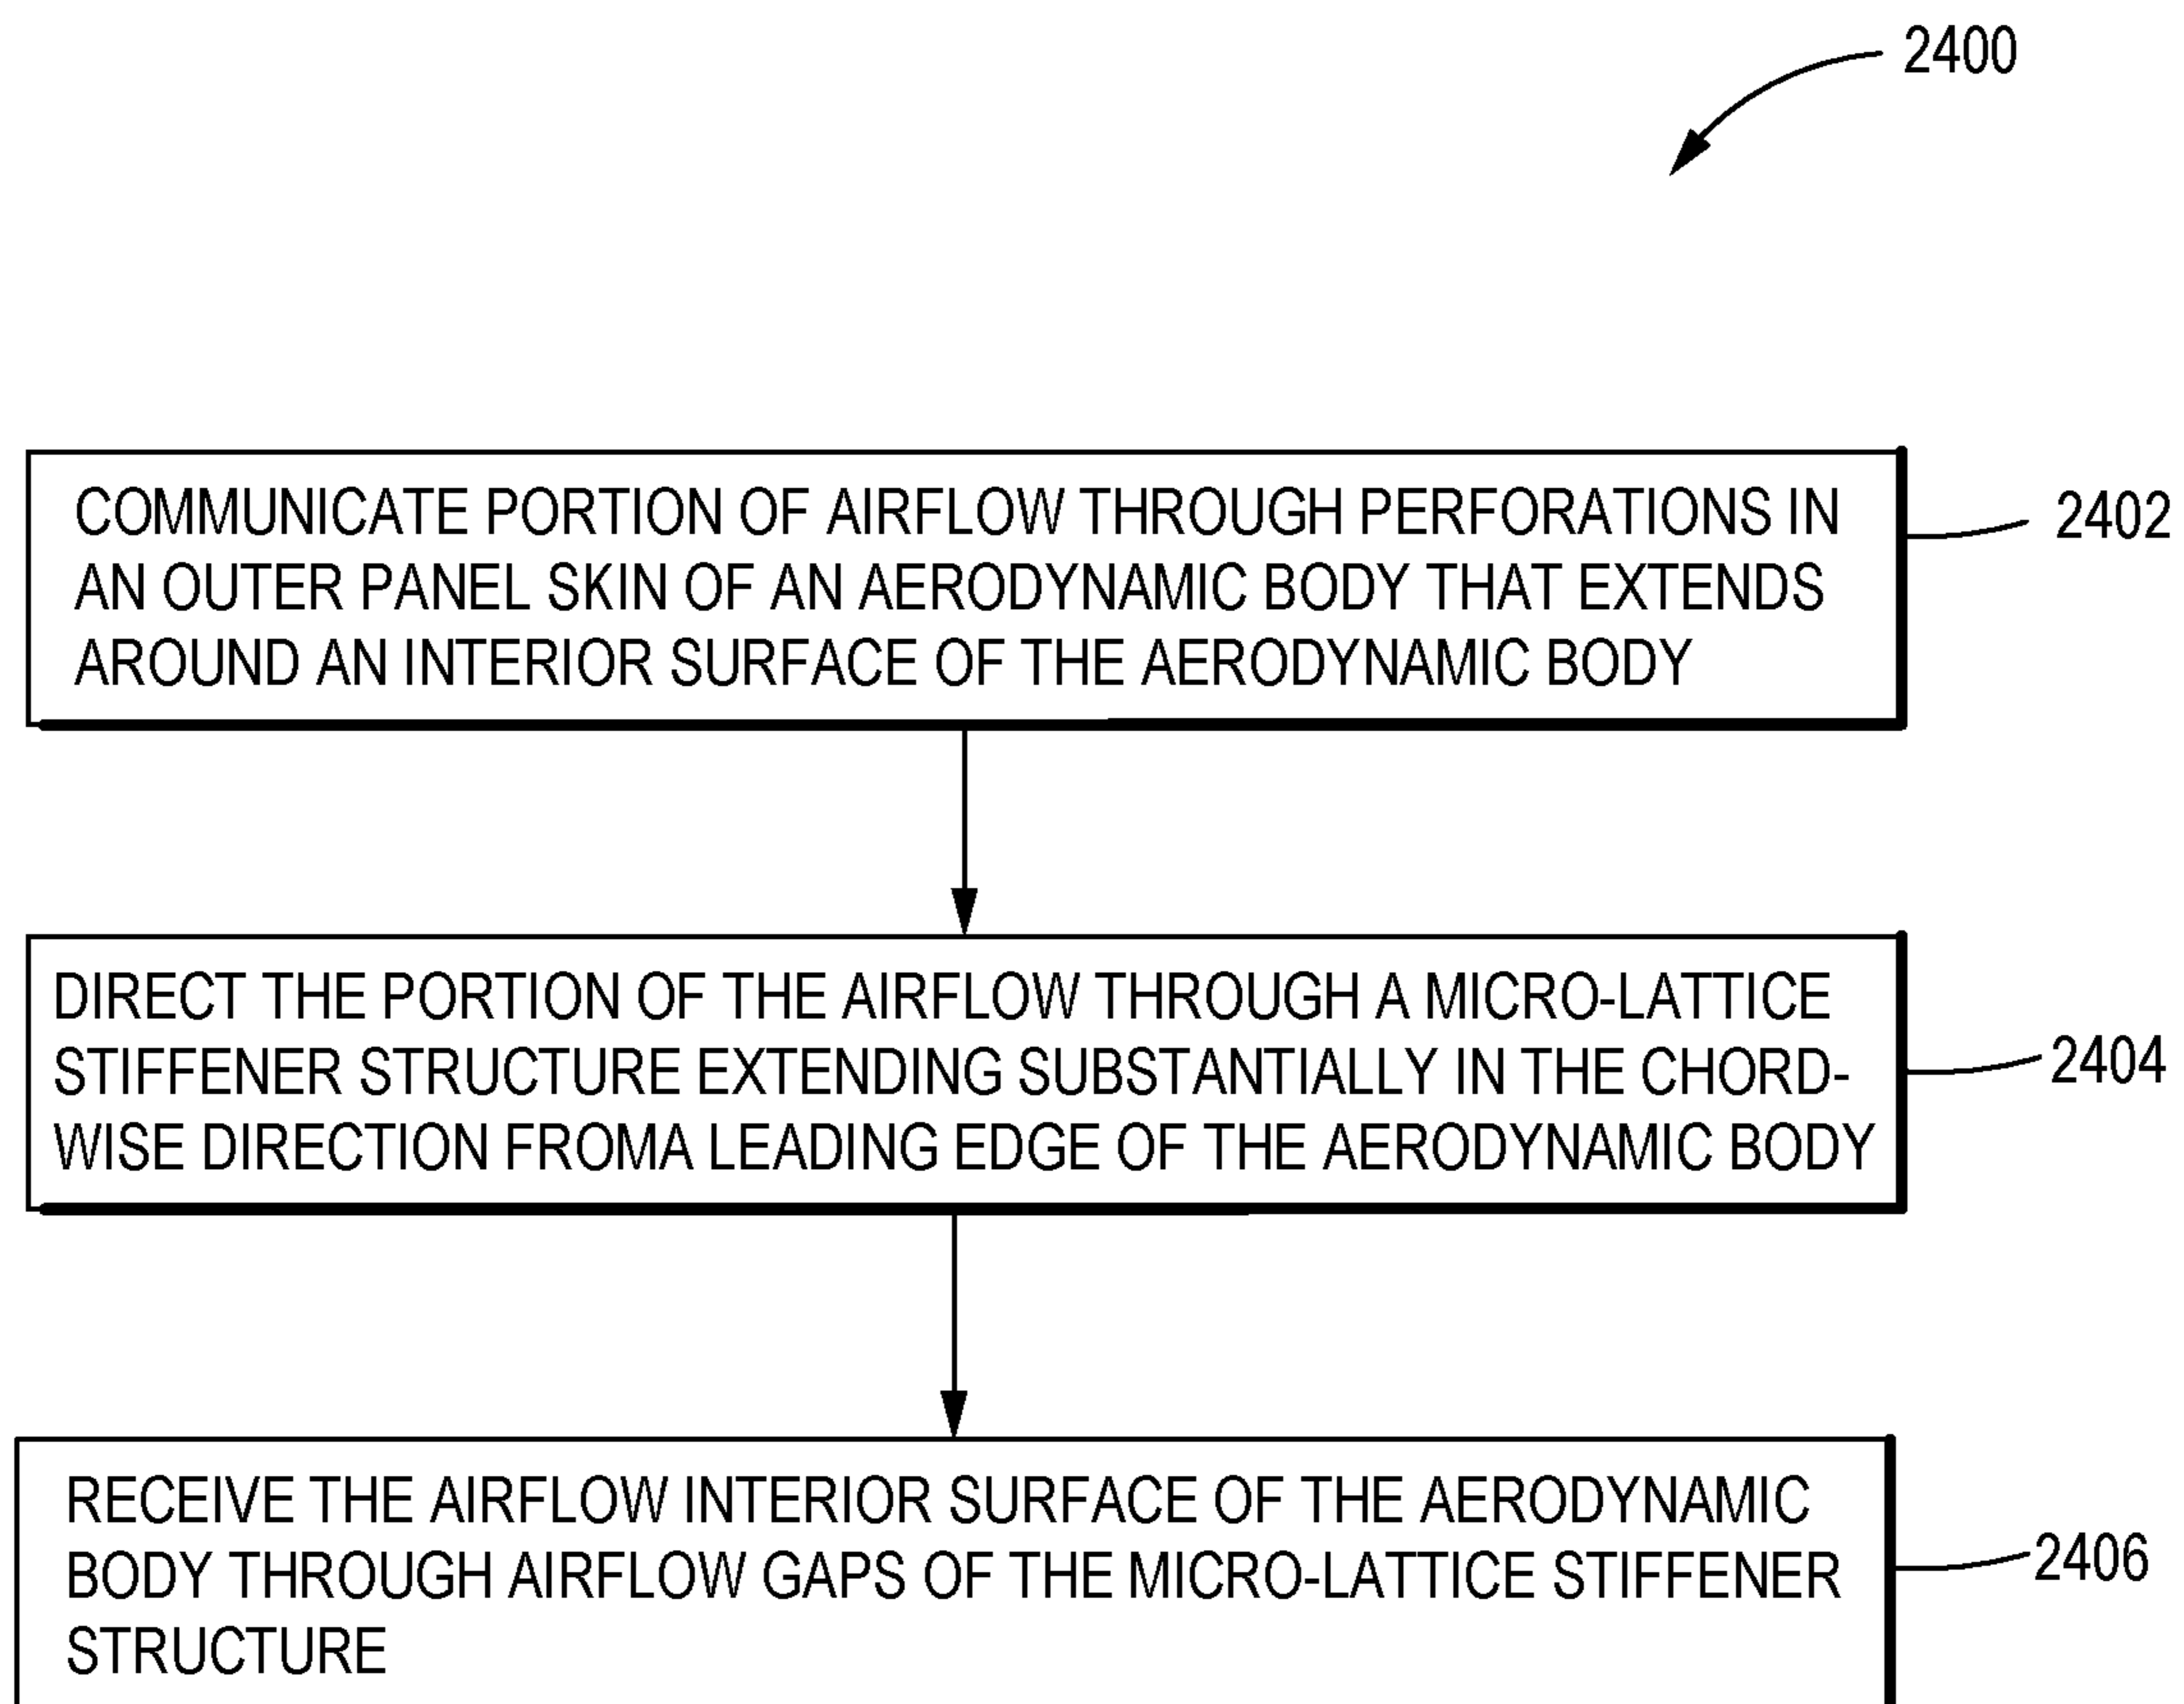 2400
COMMUNICATE PORTION OF AIRFLOW THROUGH PERFORATIONS IN
AN OUTER PANEL SKIN OF AN AERODYNAMIC BODY THAT EXTENDS
AROUND AN INTERIOR SURFACE OF THE AERODYNAMIC BODY
2402
DIRECT THE PORTION OF THE AIRFLOW THROUGH A MICRO-LATTICE
STIFFENER STRUCTURE EXTENDING SUBSTANTIALLY IN THE CHORD-
WISE DIRECTION FROMA LEADING EDGE OF THE AERODYNAMIC BODY
2404
RECEIVE THE AIRFLOW INTERIOR SURFACE OF THE AERODYNAMIC
BODY THROUGH AIRFLOW GAPS OF THE MICRO-LATTICE STIFFENER
STRUCTURE
2406